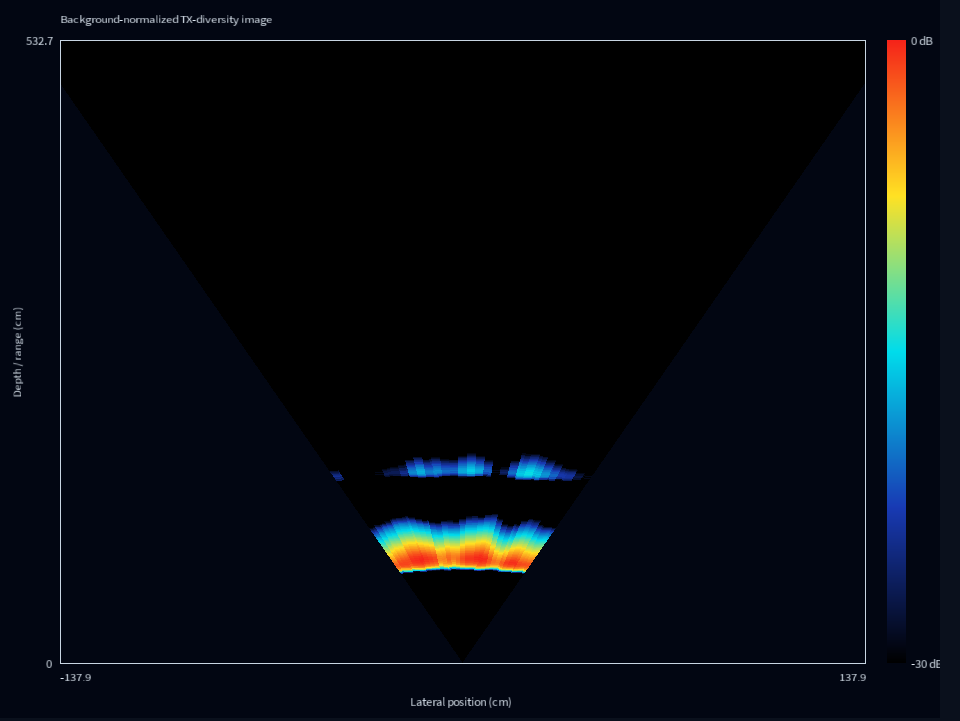 Background-normalized TX-diversity image
532.7
0 dB
Depth / range (cm)
0
-30 dB
-137.9
137.9
Lateral position (cm)